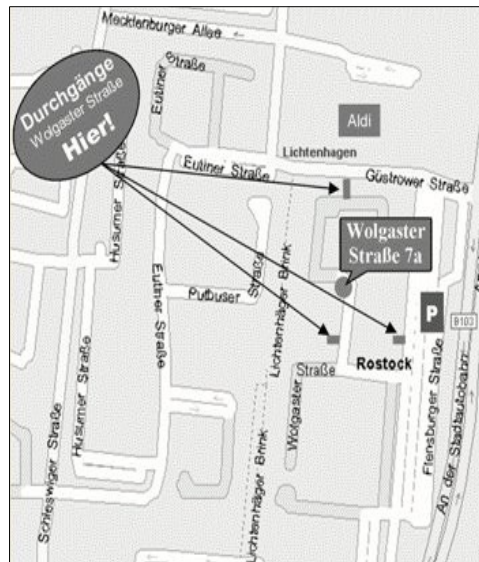 Mecklenburger Allee
Durchgänge
Wolgaster Straße
Hier!
Eutiner
Straße
Eutiner
Aldi
Lichtenhagen
Eutiner Straße
Güstrower Straße
Husumer Straße
Wolgaster
Straße 7a
Putbuser
Straße
Lichtenhäger Brink
Eutiner Straße
P
B103
An der Stadtautobahn
Rostock
Straße
Wolgaster
Flensburger Straße
Husumer Straße
Schleswiger Straße
Lichtenhäger Brink